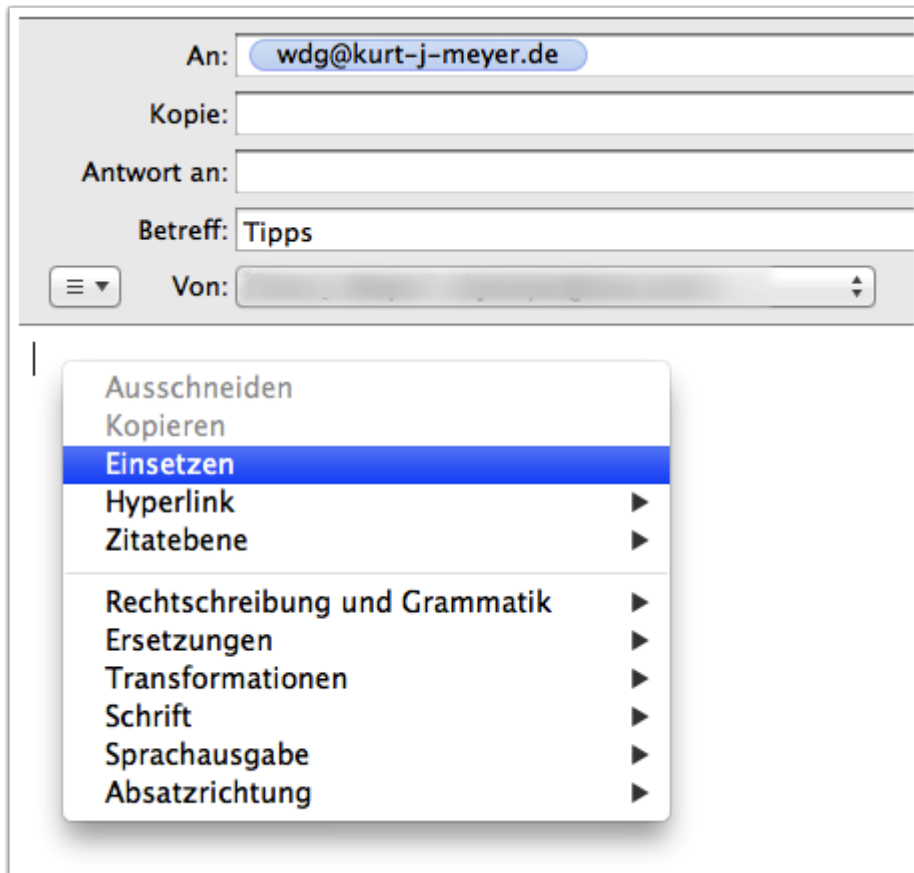 An: wdg@kurt-j-meyer.de
Kopie:
Antwort an:
Betreff: Tipps
Von:
Ausschneiden
Kopieren
Einsetzen
Hyperlink
Zitatebene
Rechtschreibung und Grammatik
Ersetzungen
Transformationen
Schrift
Sprachausgabe
Absatzrichtung